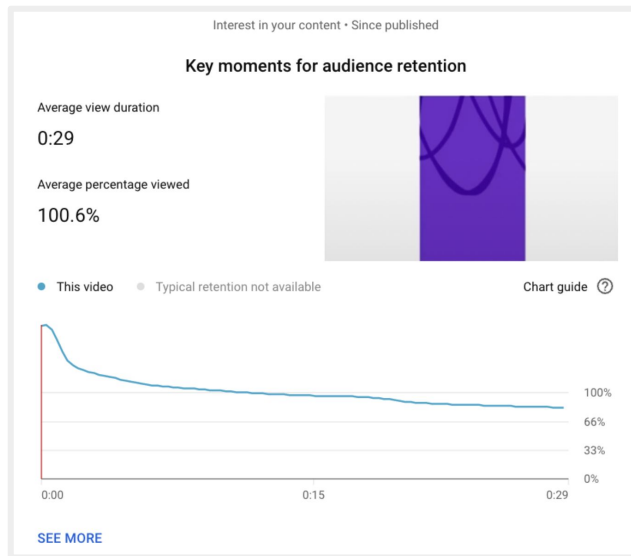 Interest in your content • Since published
Key moments for audience retention
Average view duration
0:29
Average percentage viewed
100.6%
This video
Typical retention not available
Chart guide
100%
66%
33%
0%
0:00
0:15
0:29
SEE MORE